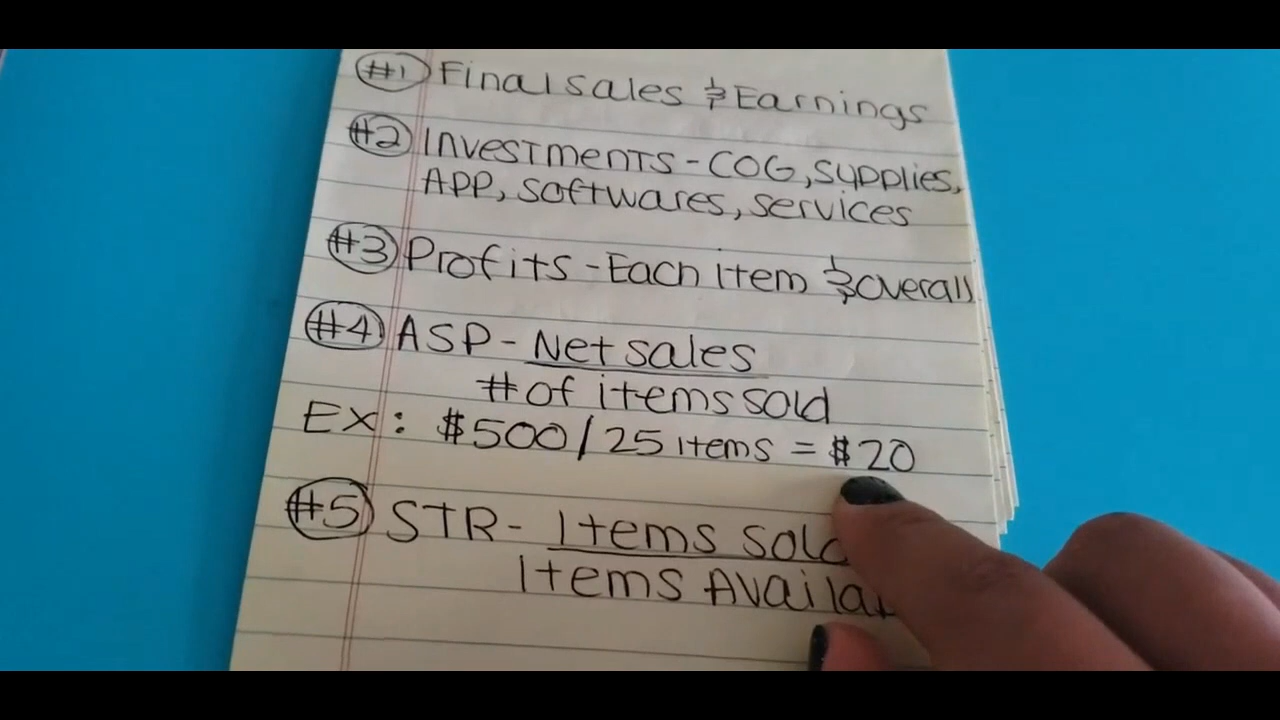 #1 Final sales & Earnings
#2 Investments - COG, supplies,
APP, softwares, services
#3 Profits - Each item & overall
#4 ASP - Net sales
# of items sold
EX: $500/25 items = $20
#5 STR - Items sold
Items